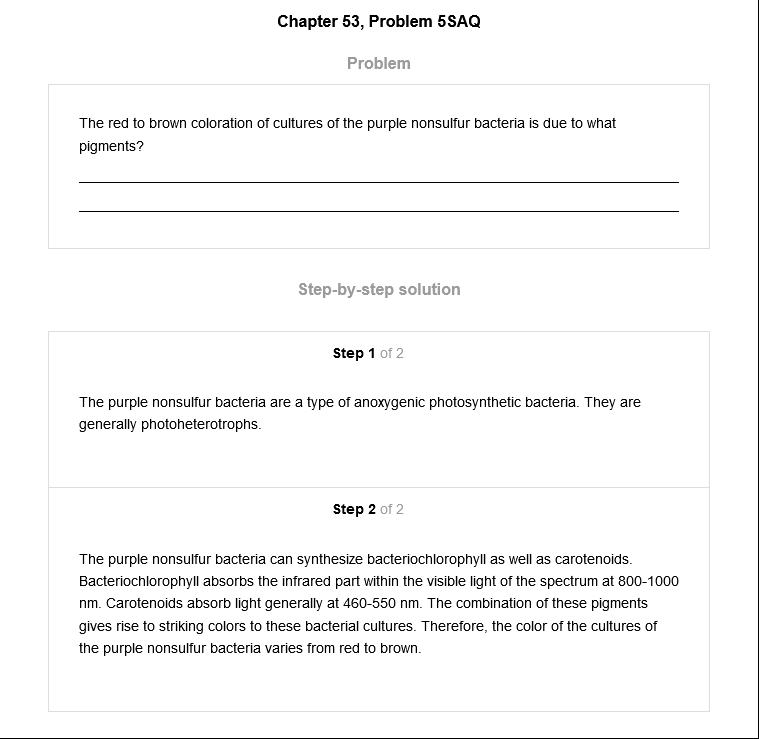 Chapter 53, Problem 5SAQ
Problem
The red to brown coloration of cultures of the purple nonsulfur bacteria is due to what
pigments?
Step-by-step solution
Step 1 of 2
The purple nonsulfur bacteria are a type of anoxygenic photosynthetic bacteria. They are
generally photoheterotrophs.
Step 2 of 2
The purple nonsulfur bacteria can synthesize bacteriochlorophyll as well as carotenoids.
Bacteriochlorophyll absorbs the infrared part within the visible light of the spectrum at 800-1000
nm. Carotenoids absorb light generally at 460-550 nm. The combination of these pigments
gives rise to striking colors to these bacterial cultures. Therefore, the color of the cultures of
the purple nonsulfur bacteria varies from red to brown.